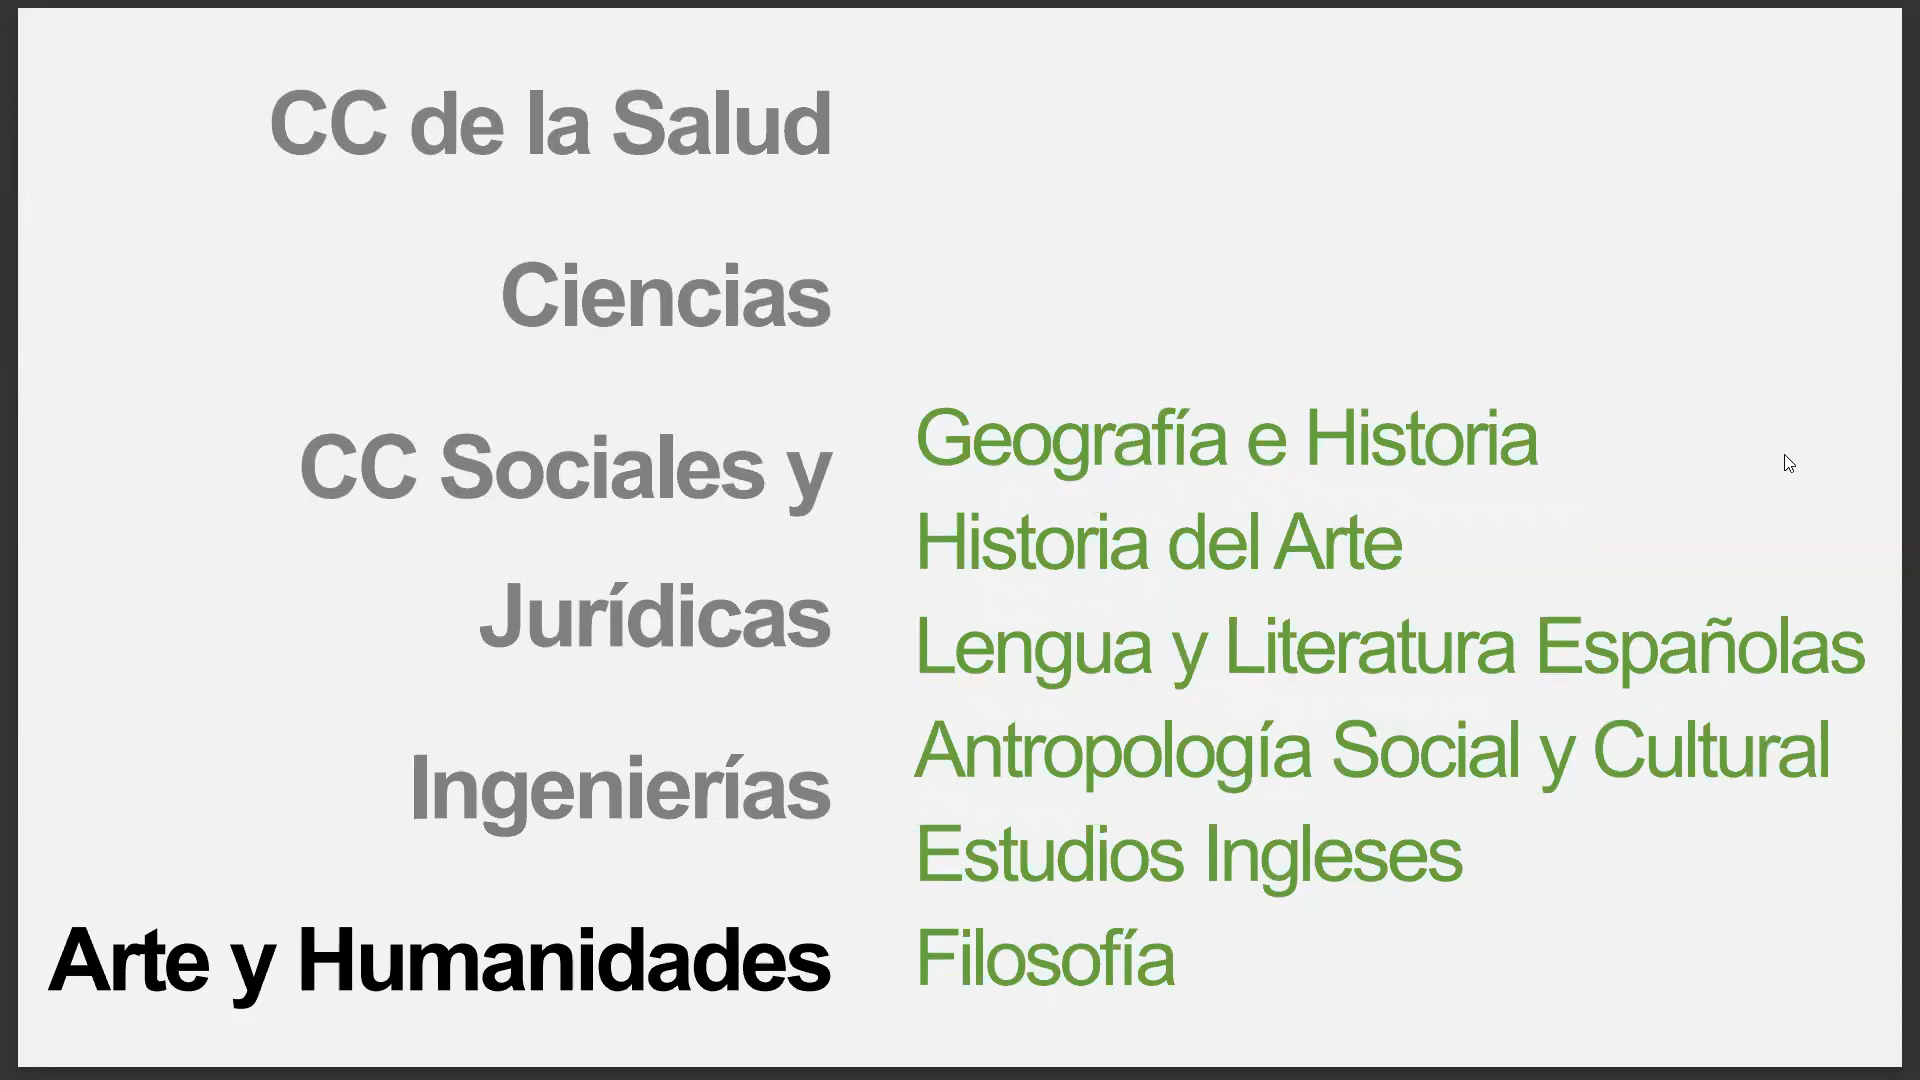 CC de la Salud
Ciencias
CC Sociales y
Jurídicas
Ingenierías
Arte y Humanidades
Geografía e Historia
Historia del Arte
Lengua y Literatura Españolas
Antropología Social y Cultural
Estudios Ingleses
Filosofía